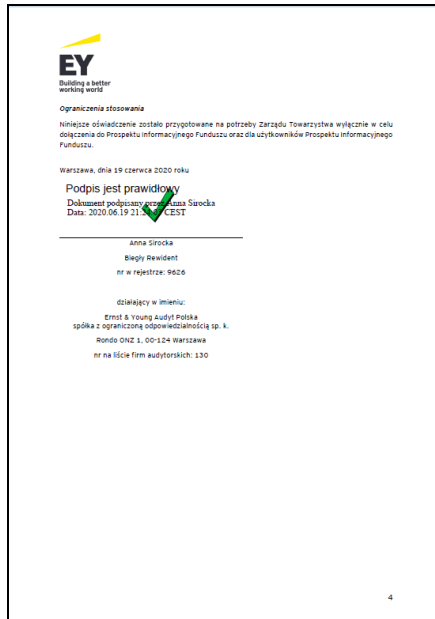 EY
Building a better
working world
Ograniczenia stosowania
Niniejsze oświadczenie zostało przygotowane na potrzeby Zarządu Towarzystwa wyłącznie w celu
dołączenia do Prospektu Informacyjnego Funduszu oraz dla użytkowników Prospektu Informacyjnego
Funduszu.
Warszawa, dnia 19 czerwca 2020 roku
Podpis jest prawidłowy
Dokument podpisany przez Anna Sirocka
Data: 2020.06.19 CEST
Anna Sirocka
Biegły Rewident
nr w rejestrze: 9626
działający w imieniu:
Ernst & Young Audyt Polska
spółka z ograniczoną odpowiedzialnością sp. k.
Rondo ONZ 1, 00-124 Warszawa
nr na liście firm audytorskich: 130
4